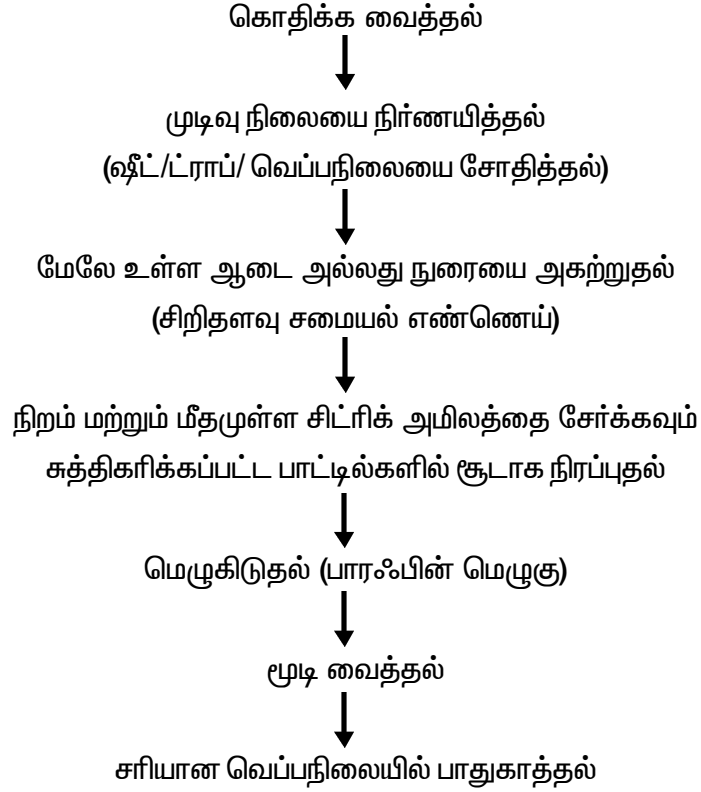 கொதிக்க வைத்தல்
முடிவு நிலையை நிர்ணயித்தல்
(ஷீட்/ட்ராப்/ வெப்பநிலையை சோதித்தல்)
மேலே உள்ள ஆடை அல்லது நுரையை அகற்றுதல்
(சிறிதளவு சமையல் எண்ணெய்)
நிறம் மற்றும் மீதமுள்ள சிட்ரிக் அமிலத்தை சேர்க்கவும்
சுத்திகரிக்கப்பட்ட பாட்டில்களில் சூடாக நிரப்புதல்
மெழுகிடுதல் (பாரஃபின் மெழுகு)
மூடி வைத்தல்
சரியான வெப்பநிலையில் பாதுகாத்தல்